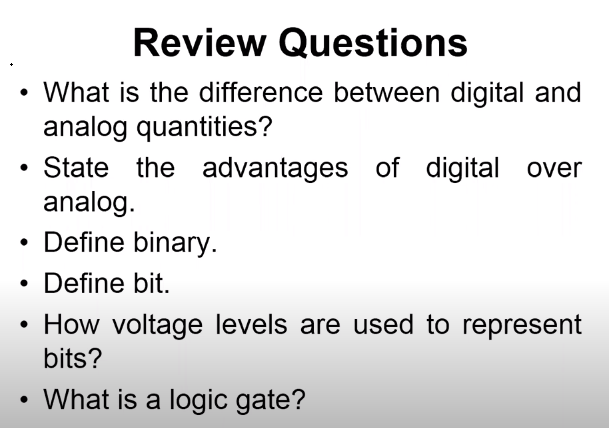 Review Questions
• What is the difference between digital and
analog quantities?
• State the advantages of digital over
analog.
• Define binary.
• Define bit.
• How voltage levels are used to represent
bits?
• What is a logic gate?